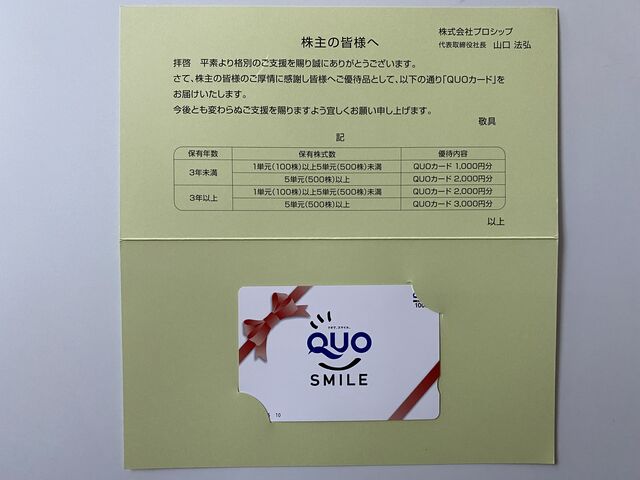 株式会社プロシップ
代表取締役社長 山口 法弘
株主の皆様へ
拝啓 平素より格別のご支援を賜り誠にありがとうございます。
さて、株主の皆様のご厚情に感謝し皆様へご優待品として、以下の通り「QUOカード」を
お届けいたします。
今後とも変わらぬご支援を賜りますよう宜しくお願い申し上げます。
敬具
記
保有年数 保有株式数 優待内容
3年未満 1単元(100株)以上5単元(500株)未満 QUOカード 1,000円分
5単元(500株)以上 QUOカード 2,000円分
3年以上 1単元(100株)以上5単元(500株)未満 QUOカード 2,000円分
5単元(500株)以上 QUOカード 3,000円分
以上
100
QUO
SMILE
10